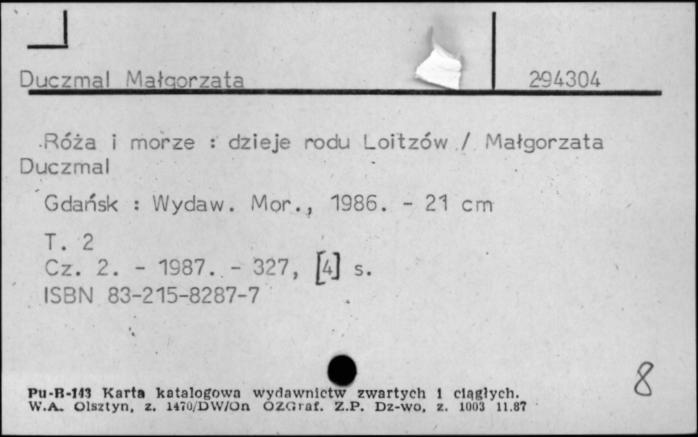 Duczmal Małgorzata 294304
Róża i morze : dzieje rodu Loitzów / Małgorzata
Duczmal
Gdańsk : Wydaw. Mor., 1986. - 21 cm
T. 2
Cz. 2. - 1987. - 327, [4] s.
ISBN 83-215-8287-7
8
Pu-B-143 Karta katalogowa wydawnictw zwartych i ciągłych.
W.A. Olsztyn, z. 1470/DW/On OZGraf. Z.P. Dz-wo, z. 1003 11.87